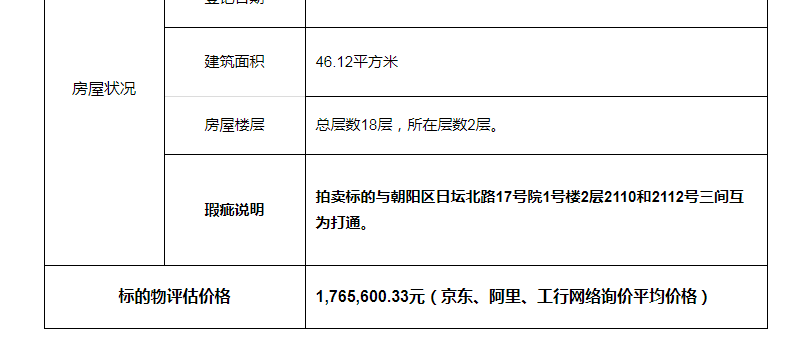 建筑面积
46.12平方米
房屋状况
房屋楼层
总层数18层，所在层数2层。
瑕疵说明
拍卖标的与朝阳区日坛北路17号院1号楼2层2110和2112号三间互
为打通。
标的物评估价格
1,765,600.33元（京东、阿里、工行网络询价平均价格）